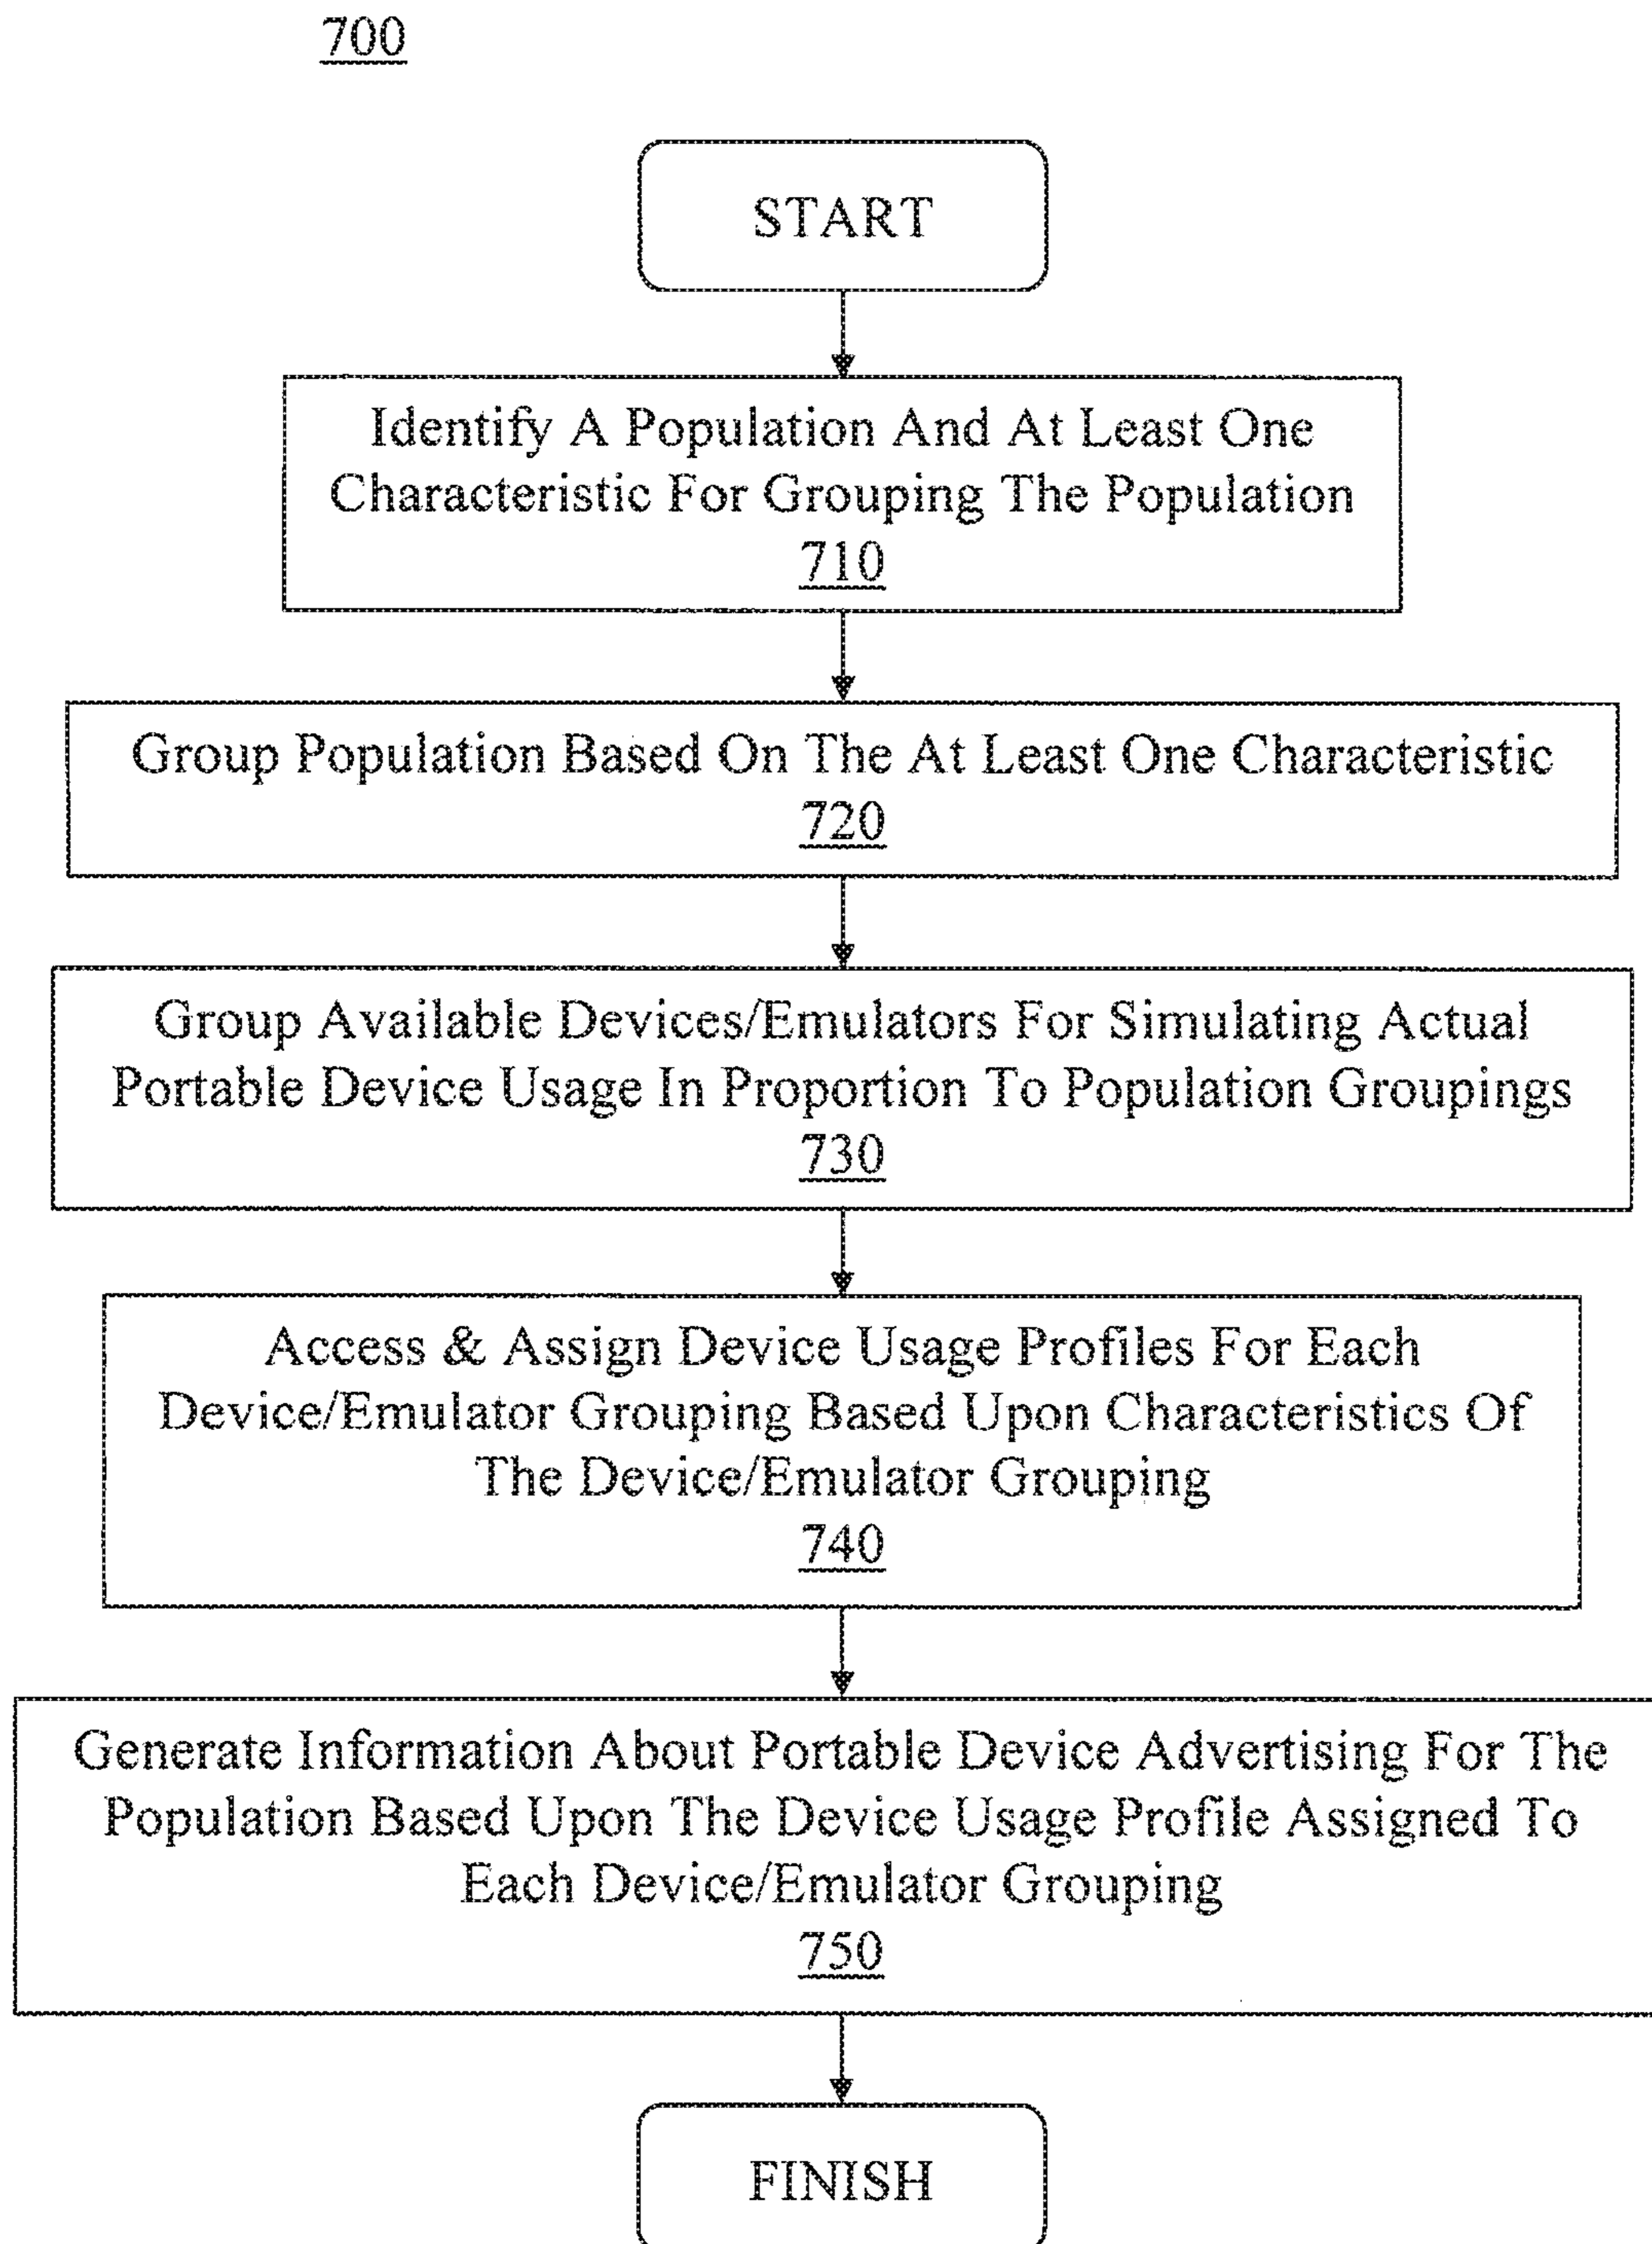 700
START
Identify A Population And At Least One
Characteristic For Grouping The Population
710
Group Population Based On The At Least One Characteristic
720
Group Available Devices/Emulators For Simulating Actual
Portable Device Usage In Proportion To Population Groupings
730
Access & Assign Device Usage Profiles For Each
Device/Emulator Grouping Based Upon Characteristics Of
The Device/Emulator Grouping
740
Generate Information About Portable Device Advertising For The
Population Based Upon The Device Usage Profile Assigned To
Each Device/Emulator Grouping
750
FINISH